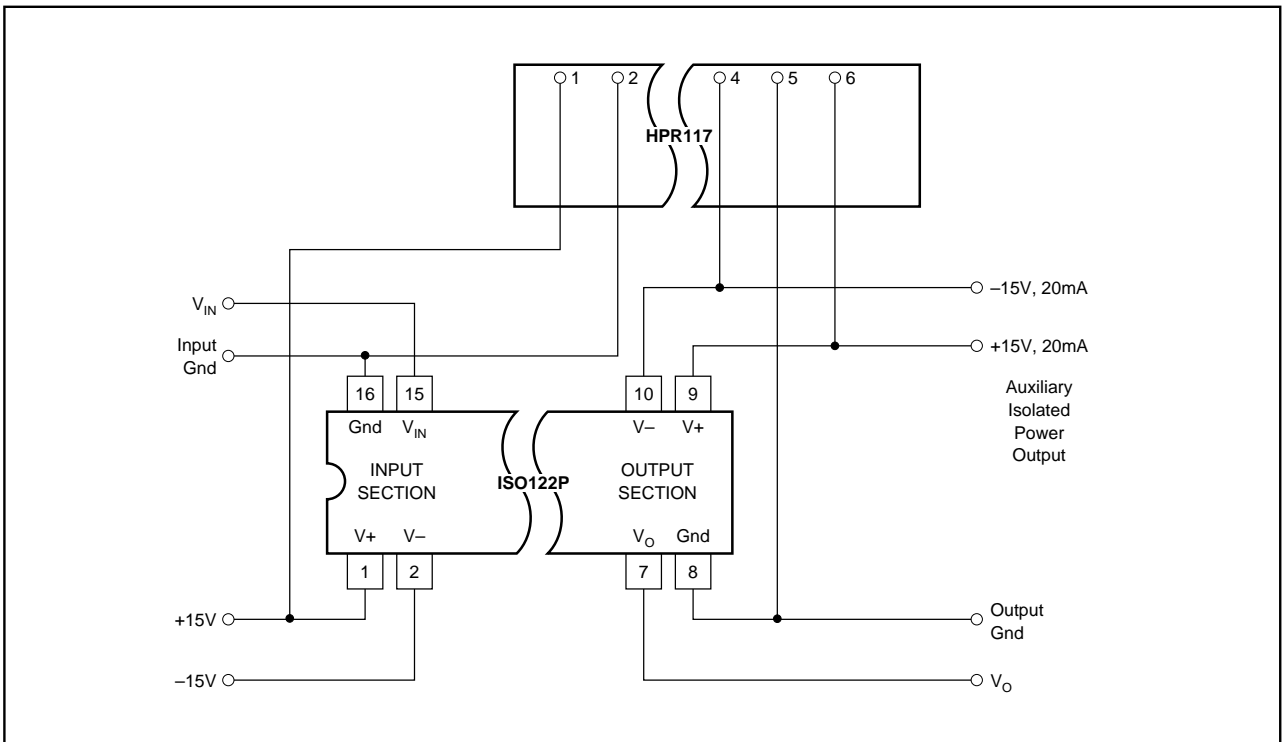 1 2 4 5 6
HPR117
V_IN
Input
Gnd
–15V, 20mA
+15V, 20mA
Auxiliary
Isolated
Power
Output
16 15 10 9
Gnd V_IN V– V+
INPUT
SECTION
ISO122P
OUTPUT
SECTION
V+ V– V_O Gnd
1 2 7 8
+15V
–15V
Output
Gnd
V_O